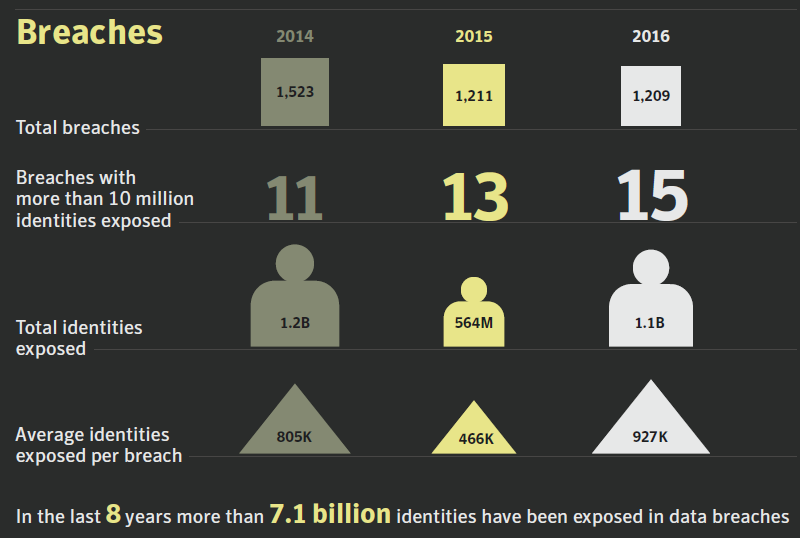 Breaches
2014 2015 2016
1,523 1,211 1,209
Total breaches
Breaches with
more than 10 million
identities exposed
11 13 15
1.2B 564M 1.1B
Total identities
exposed
805K 466K 927K
Average identities
exposed per breach
In the last 8 years more than 7.1 billion identities have been exposed in data breaches